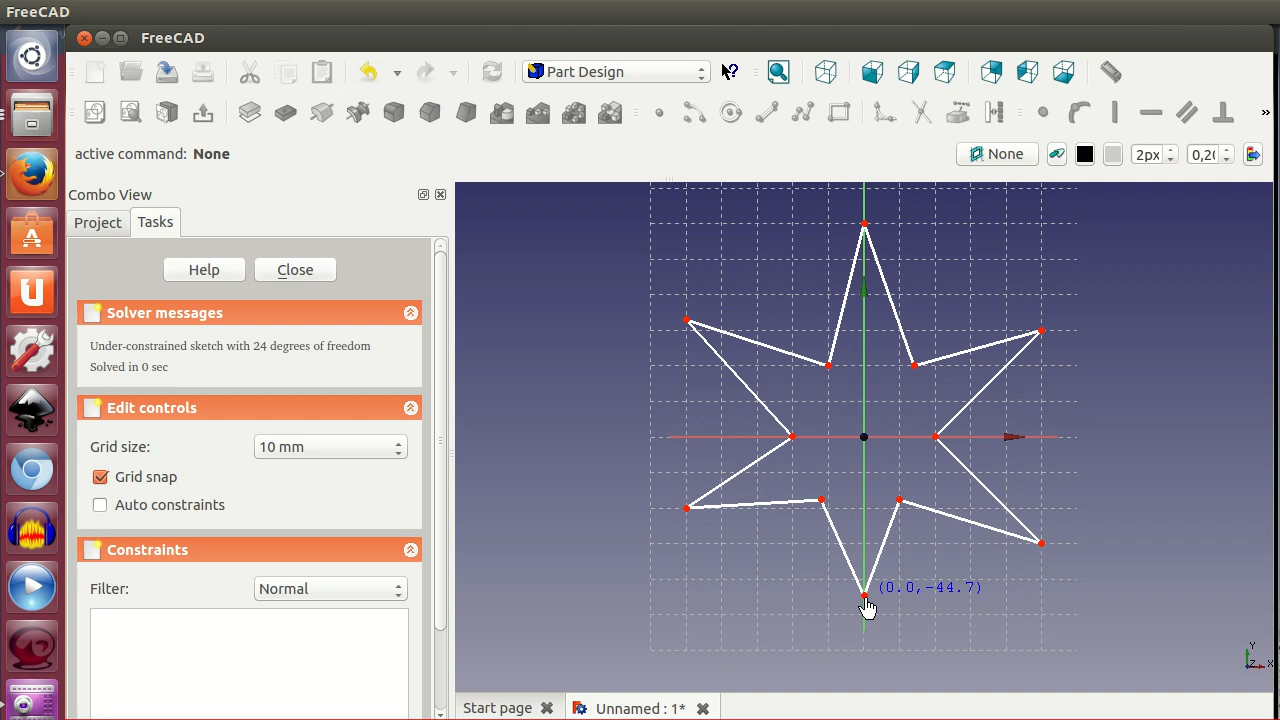 FreeCAD
FreeCAD
Part Design
active command: None
None
2px
0,20
Combo View
Project
Tasks
Help
Close
Solver messages
Under-constrained sketch with 24 degrees of freedom
Solved in 0 sec
Edit controls
Grid size:
10 mm
Grid snap
Auto constraints
Constraints
Filter:
Normal
(0.0,-44.7)
Y
Z
X
Start page
Unnamed : 1*